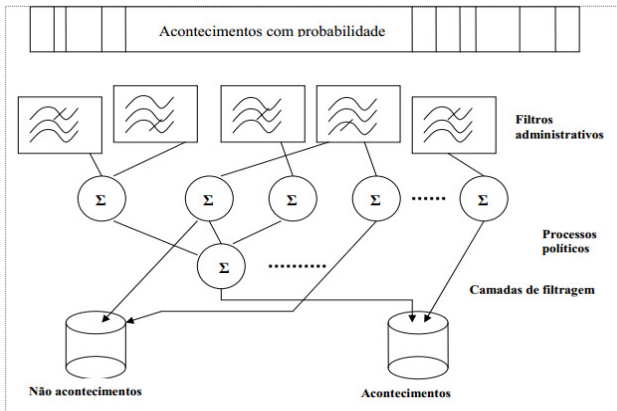 Acontecimentos com probabilidade
Filtros
administrativos
Σ Σ Σ Σ ...... Σ
Processos
políticos
Σ ..........
Camadas de filtragem
Não acontecimentos
Acontecimentos